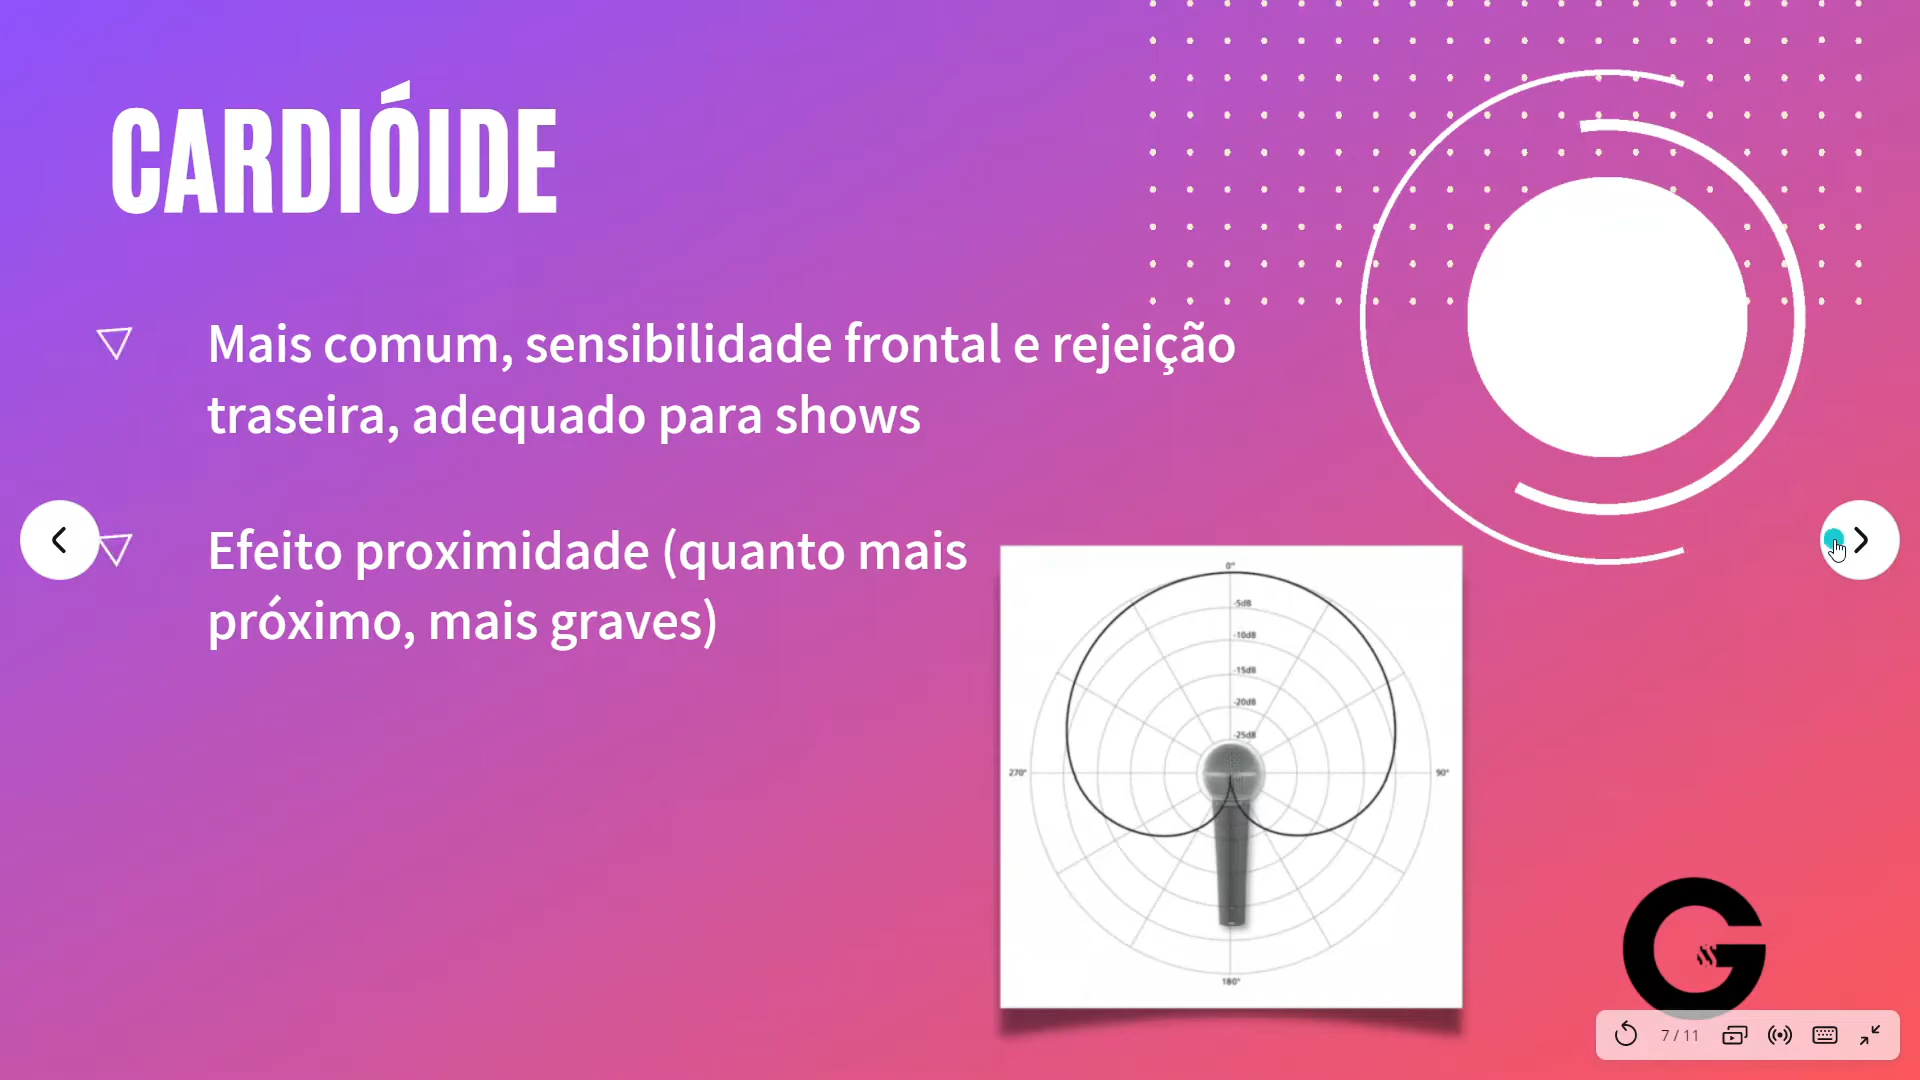 CARDIÓIDE
Mais comum, sensibilidade frontal e rejeição
traseira, adequado para shows
Efeito proximidade (quanto mais
próximo, mais graves)
0°
-5dB
-10dB
-15dB
-20dB
-25dB
270°
90°
180°
G
7 / 11